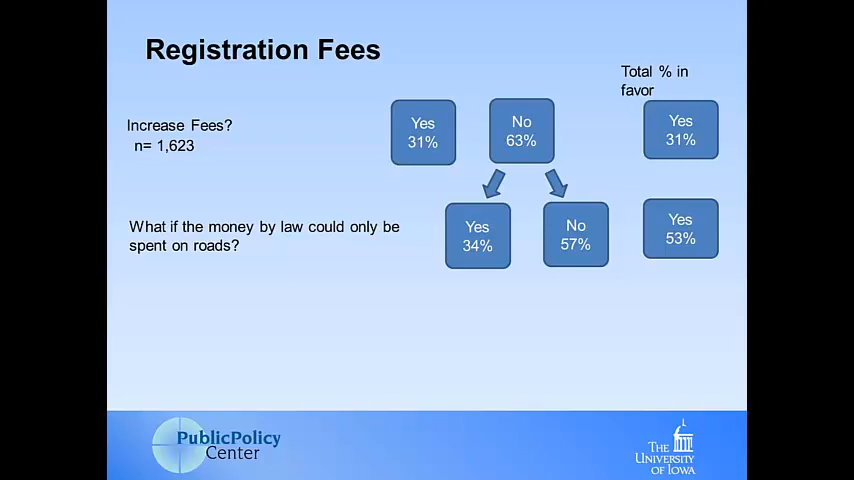 Registration Fees
Total % in
favor
Increase Fees?
n= 1,623
Yes
31%
No
63%
Yes
31%
What if the money by law could only be
spent on roads?
Yes
34%
No
57%
Yes
53%
PublicPolicy
Center
THE
UNIVERSITY
OF IOWA